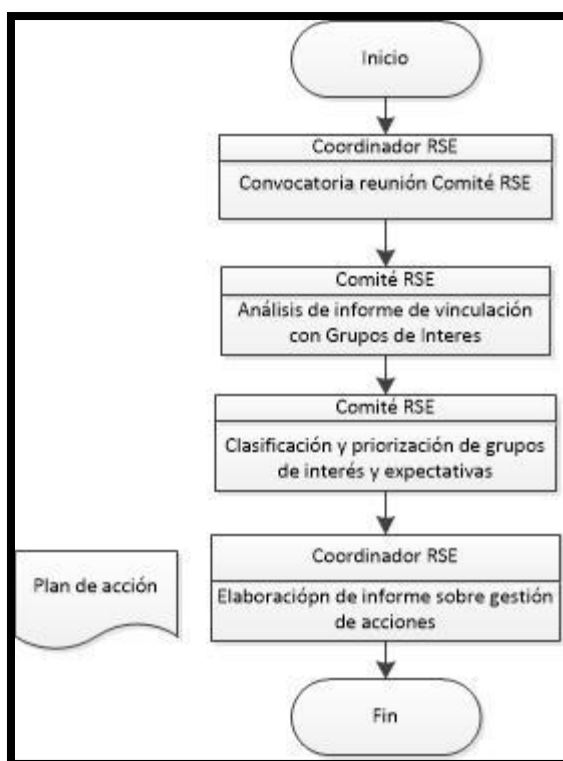 Inicio
Coordinador RSE
Convocatoria reunión Comité RSE
Comité RSE
Análisis de informe de vinculación
con Grupos de Interes
Comité RSE
Clasificación y priorización de grupos
de interés y expectativas
Coordinador RSE
Plan de acción
Elaboraciópn de informe sobre gestión
de acciones
Fin